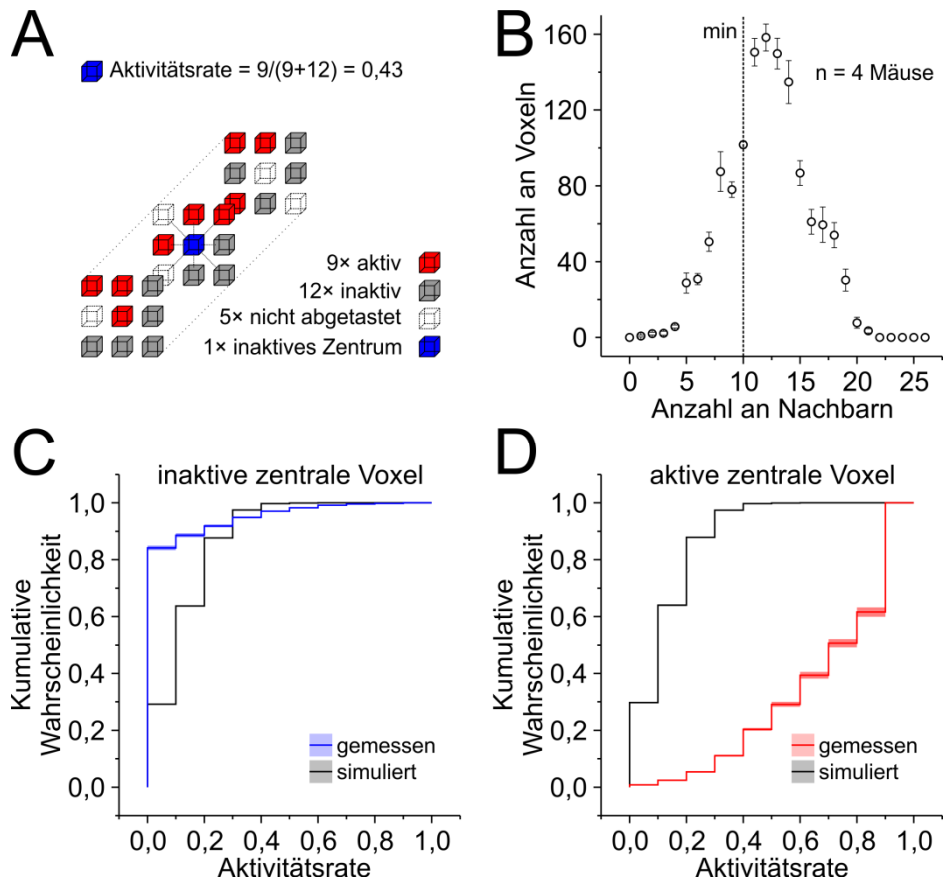 A
Aktivitätsrate = 9/(9+12) = 0,43
9× aktiv
12× inaktiv
5× nicht abgetastet
1× inaktives Zentrum
B
min
n = 4 Mäuse
Anzahl an Voxeln
160
120
80
40
0
0 5 10 15 20 25
Anzahl an Nachbarn
C
inaktive zentrale Voxel
Kumulative
Wahrscheinlichkeit
1,0
0,8
0,6
0,4
0,2
0,0
gemessen
simuliert
0,0 0,2 0,4 0,6 0,8 1,0
Aktivitätsrate
D
aktive zentrale Voxel
Kumulative
Wahrscheinlichkeit
1,0
0,8
0,6
0,4
0,2
0,0
gemessen
simuliert
0,0 0,2 0,4 0,6 0,8 1,0
Aktivitätsrate